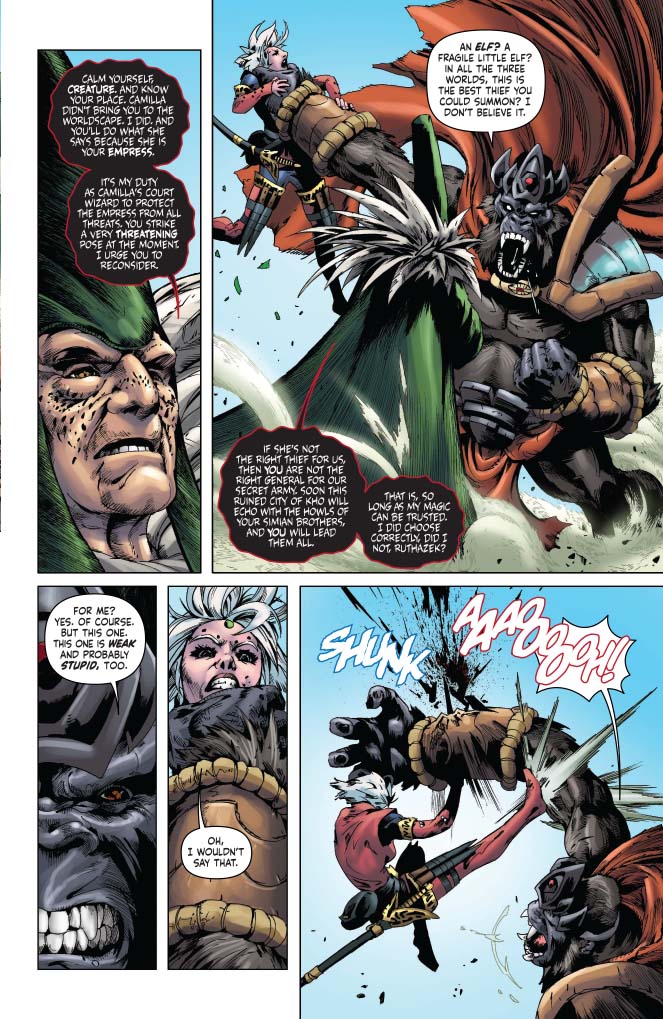 CALM YOURSELF,
CREATURE. AND KNOW
YOUR PLACE. CAMILLA
DIDN'T BRING YOU TO THE
WORLDSCAPE. I DID. AND
YOU'LL DO WHAT SHE
SAYS BECAUSE SHE IS
YOUR EMPRESS.
IT'S MY DUTY
AS CAMILLA'S COURT
WIZARD TO PROTECT
THE EMPRESS FROM ALL
THREATS. YOU STRIKE
A VERY THREATENING
POSE AT THE MOMENT.
I URGE YOU TO
RECONSIDER.
AN ELF? A
FRAGILE LITTLE ELF?
IN ALL THE THREE
WORLDS, THIS IS
THE BEST THIEF YOU
COULD SUMMON? I
DON'T BELIEVE IT.
IF SHE'S NOT
THE RIGHT THIEF FOR US,
THEN YOU ARE NOT THE
RIGHT GENERAL FOR OUR
SECRET ARMY. SOON THIS
RUINED CITY OF KHO WILL
ECHO WITH THE HOWLS OF
YOUR SIMIAN BROTHERS,
AND YOU WILL LEAD
THEM ALL.
THAT IS, SO
LONG AS MY MAGIC
CAN BE TRUSTED.
I DID CHOOSE
CORRECTLY, DID I
NOT, RUTHAZEK?
FOR ME?
YES. OF COURSE.
BUT THIS ONE.
THIS ONE IS WEAK
AND PROBABLY
STUPID, TOO.
OH,
I WOULDN'T
SAY THAT.
SHUNK
AAAOOOOOH!!